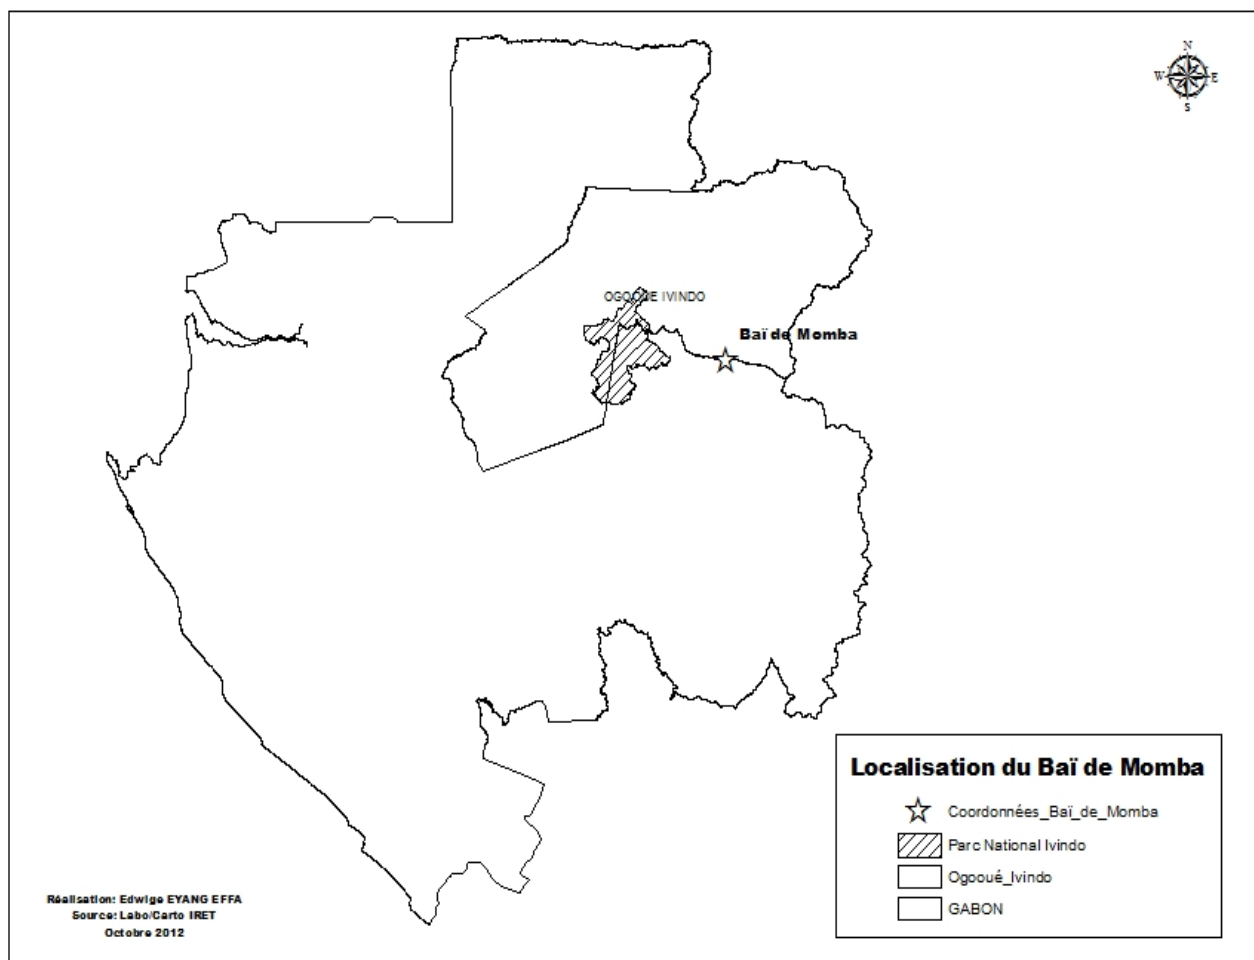 N
W E
S
OGOOUE IVINDO
Baï de Momba
Localisation du Baï de Momba
Coordonnées_Baï_de_Momba
Parc National Ivindo
Ogooué_Ivindo
GABON
Réalisation: Edwige EYANG EFFA
Source: Labo/Carto IRET
Octobre 2012